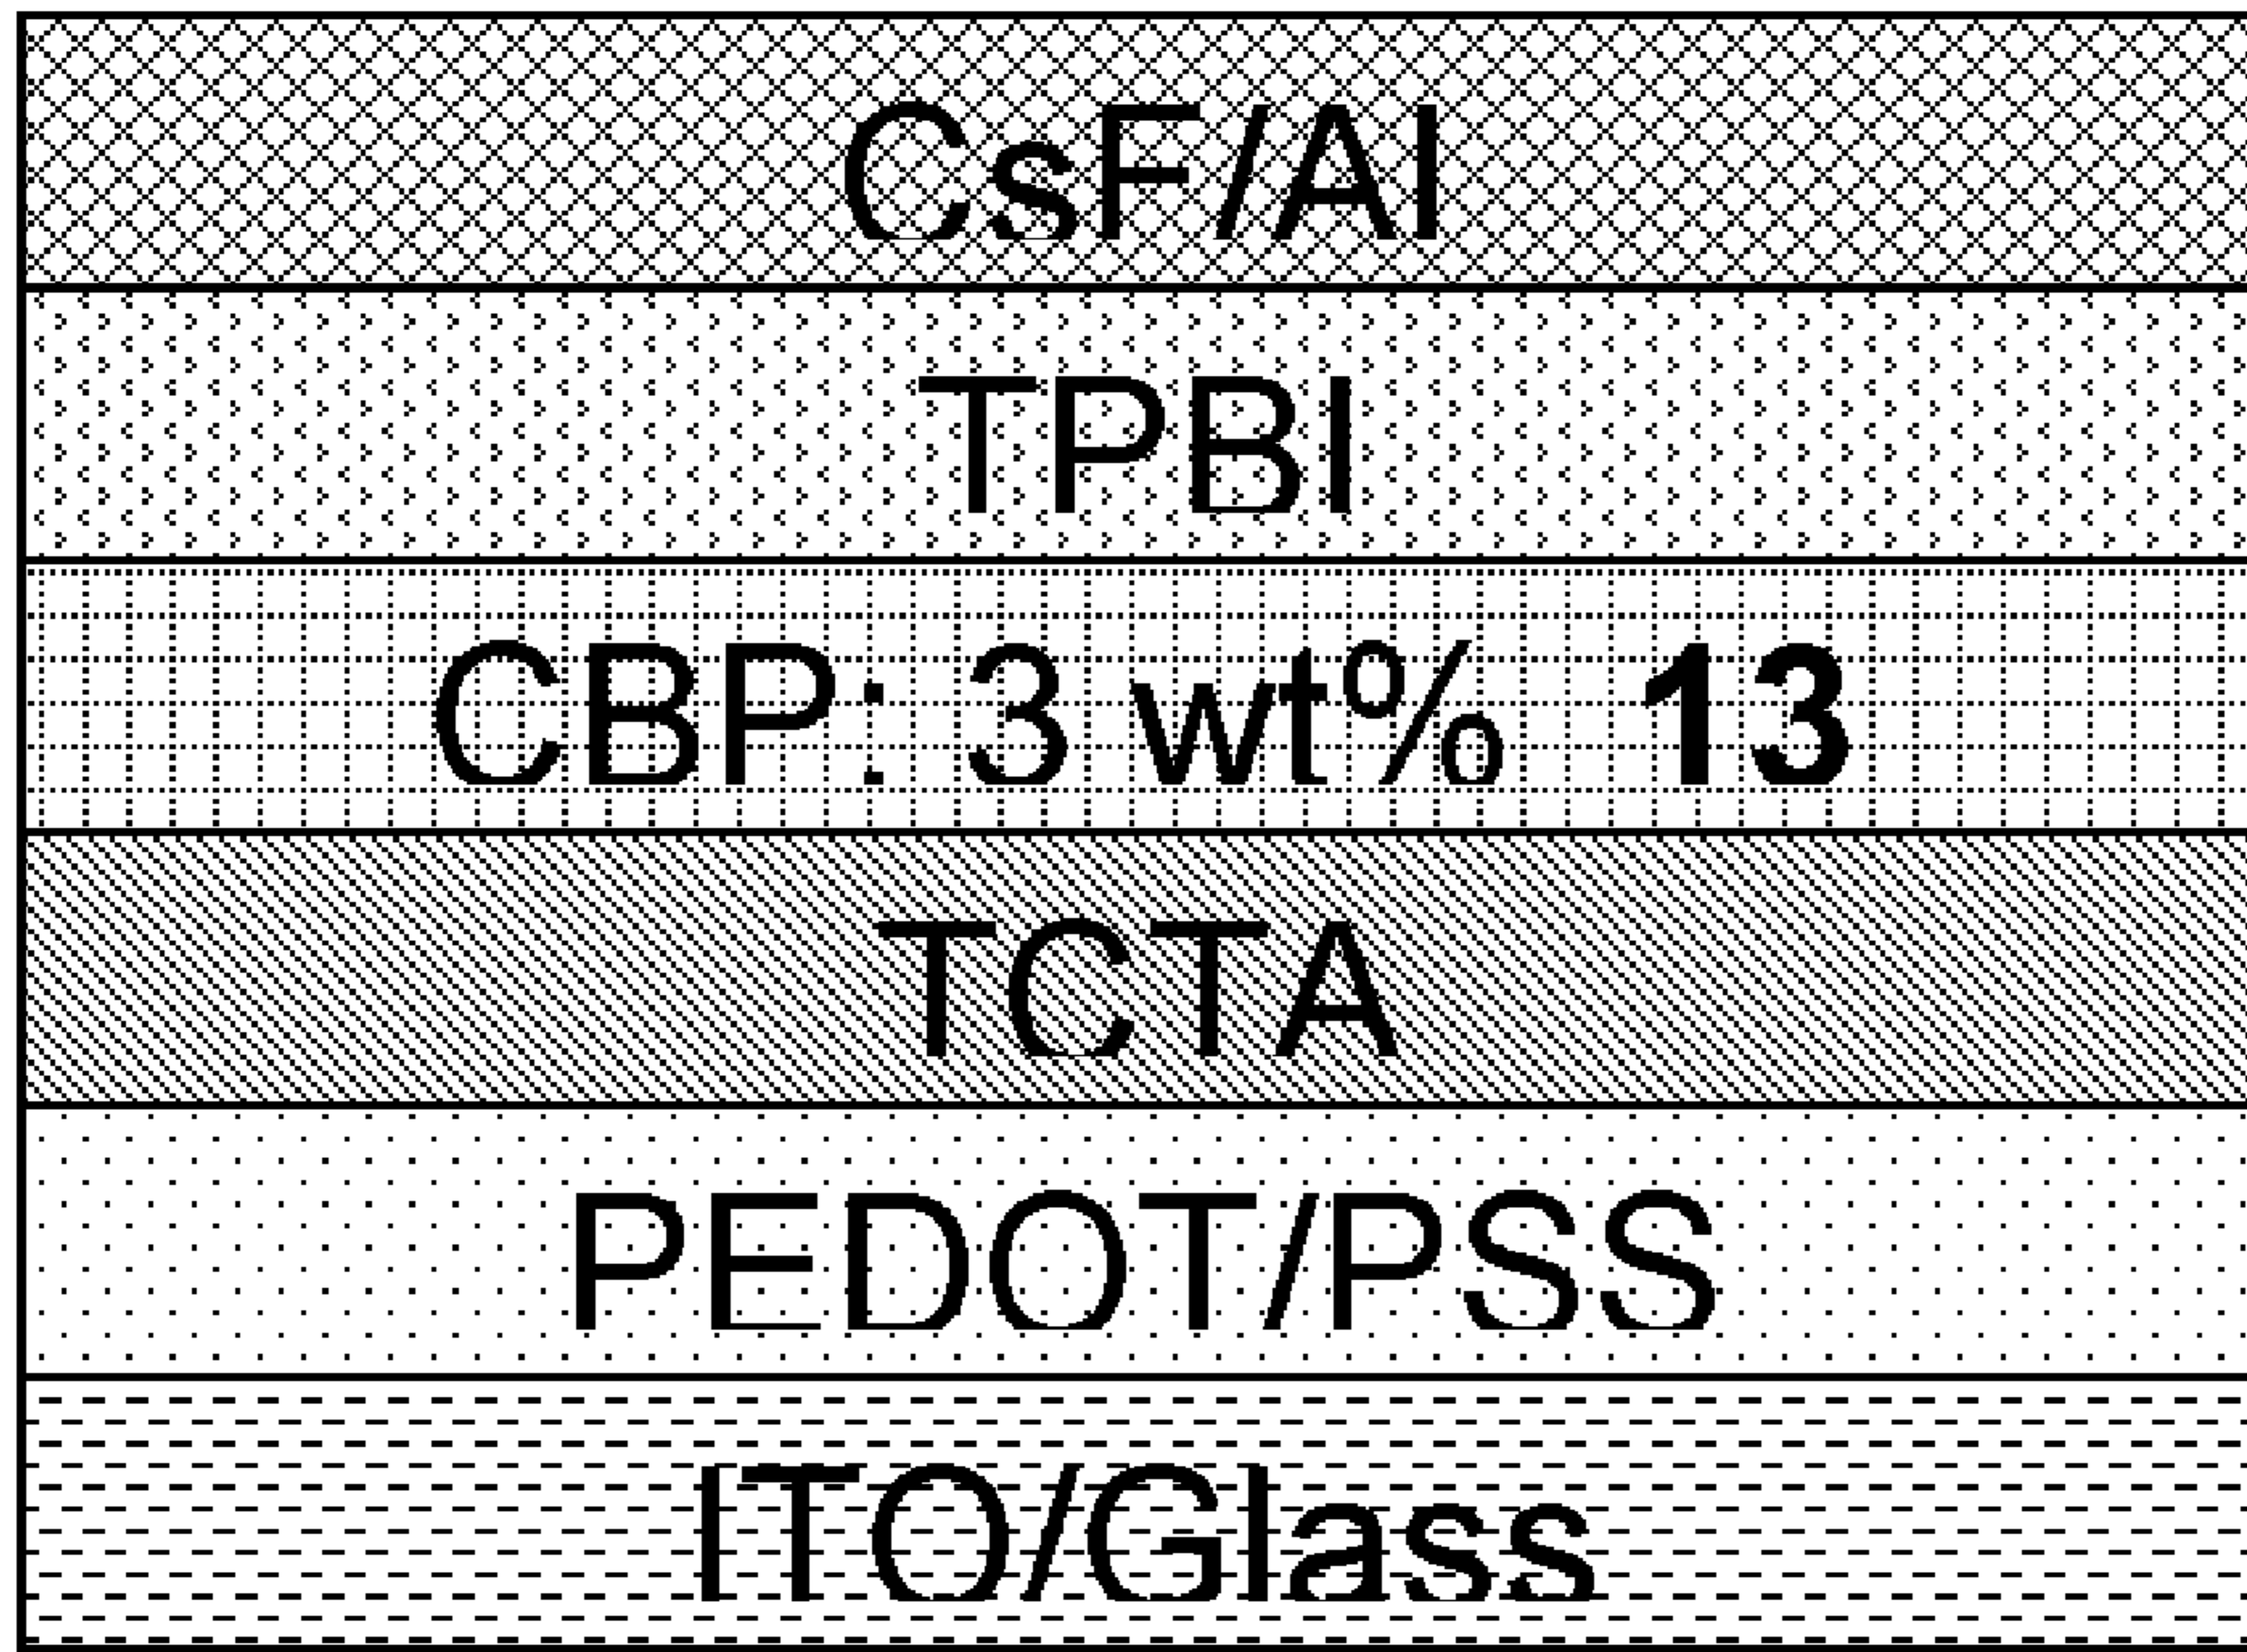 CsF/Al
TPBI
CBP: 3 wt% 13
TCTA
PEDOT/PSS
ITO/Glass